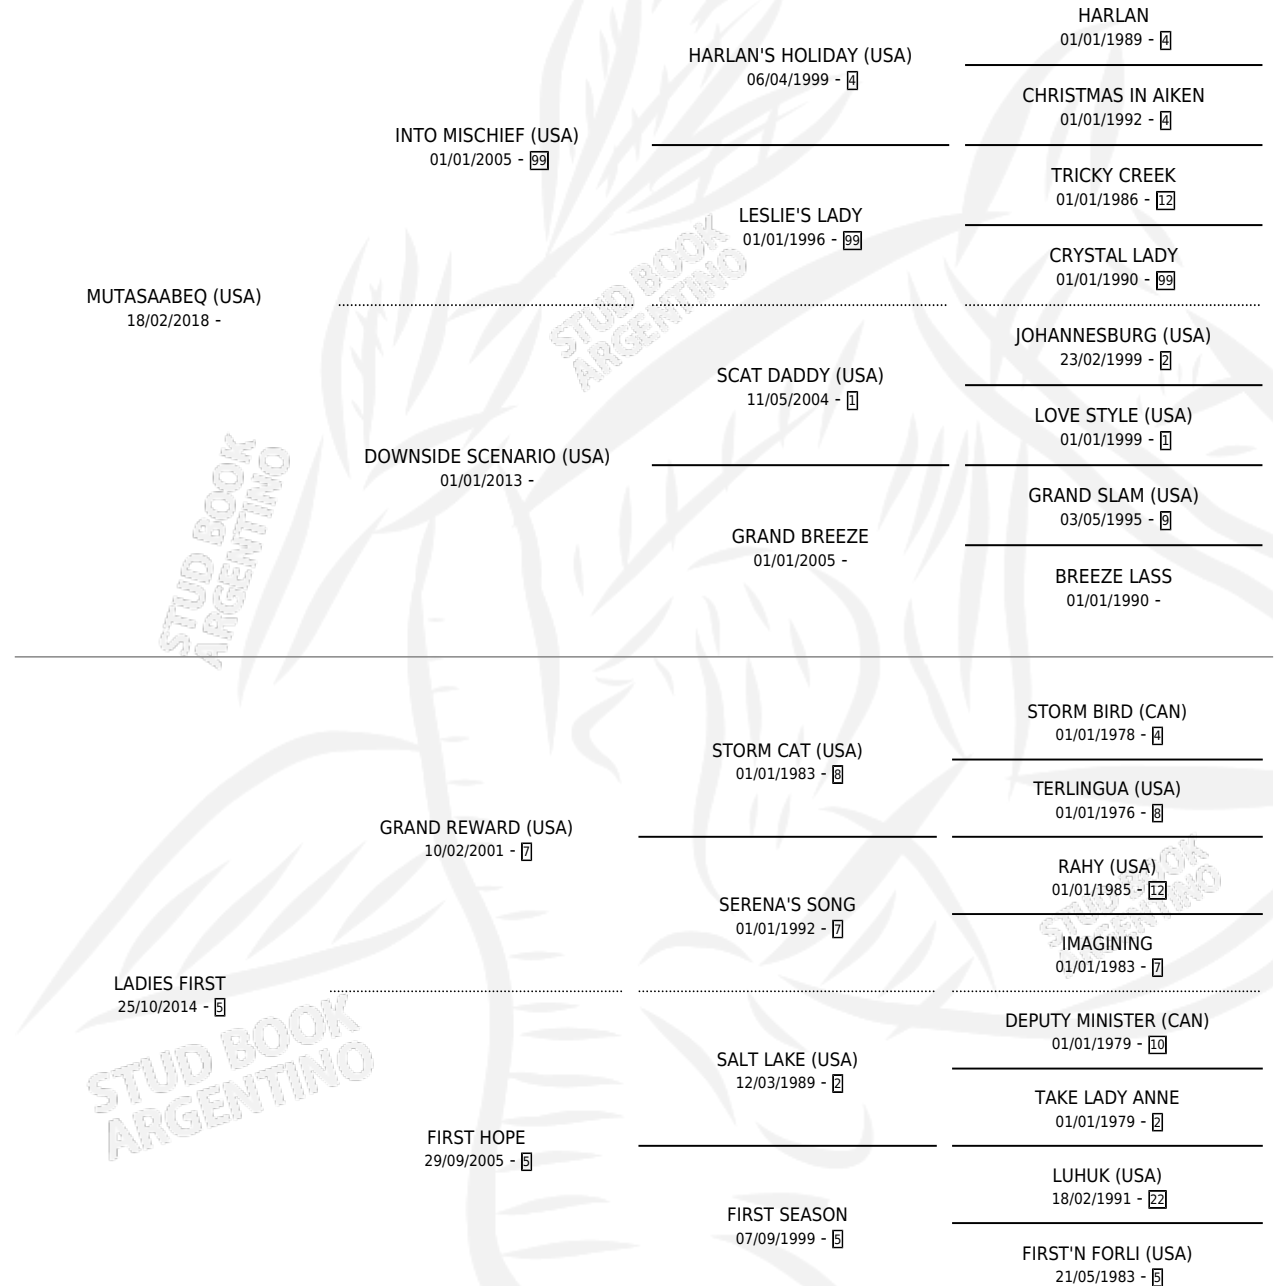 HARLAN
01/01/1989 - 4
HARLAN'S HOLIDAY (USA)
06/04/1999 - 4
CHRISTMAS IN AIKEN
01/01/1992 - 4
INTO MISCHIEF (USA)
01/01/2005 - 99
TRICKY CREEK
01/01/1986 - 12
LESLIE'S LADY
01/01/1996 - 99
CRYSTAL LADY
01/01/1990 - 99
MUTASAABEQ (USA)
18/02/2018 -
JOHANNESBURG (USA)
23/02/1999 - 2
SCAT DADDY (USA)
11/05/2004 - 1
LOVE STYLE (USA)
01/01/1999 - 1
DOWNSIDE SCENARIO (USA)
01/01/2013 -
GRAND SLAM (USA)
03/05/1995 - 9
GRAND BREEZE
01/01/2005 -
BREEZE LASS
01/01/1990 -
STORM BIRD (CAN)
01/01/1978 - 4
STORM CAT (USA)
01/01/1983 - 8
TERLINGUA (USA)
01/01/1976 - 8
GRAND REWARD (USA)
10/02/2001 - 7
RAHY (USA)
01/01/1985 - 12
SERENA'S SONG
01/01/1992 - 7
IMAGINING
01/01/1983 - 7
LADIES FIRST
25/10/2014 - 5
DEPUTY MINISTER (CAN)
01/01/1979 - 10
SALT LAKE (USA)
12/03/1989 - 2
TAKE LADY ANNE
01/01/1979 - 2
FIRST HOPE
29/09/2005 - 5
LUHUK (USA)
18/02/1991 - 22
FIRST SEASON
07/09/1999 - 5
FIRST'N FORLI (USA)
21/05/1983 - 5
STUD BOOK
ARGENTINO
STUD BOOK
ARGENTINO
STUD BOOK
ARGENTINO
STUD BOOK
ARGENTINO